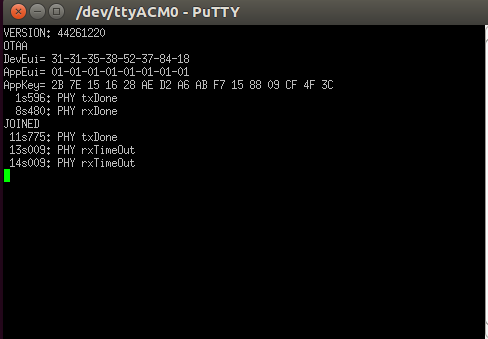 /dev/ttyACM0 - PuTTY
VERSION: 44261220
OTAA
DevEui= 31-31-35-38-52-37-84-18
AppEui= 01-01-01-01-01-01-01-01
AppKey= 2B 7E 15 16 28 AE D2 A6 AB F7 15 88 09 CF 4F 3C
1s596: PHY txDone
8s480: PHY rxDone
JOINED
11s775: PHY txDone
13s009: PHY rxTimeOut
14s009: PHY rxTimeOut